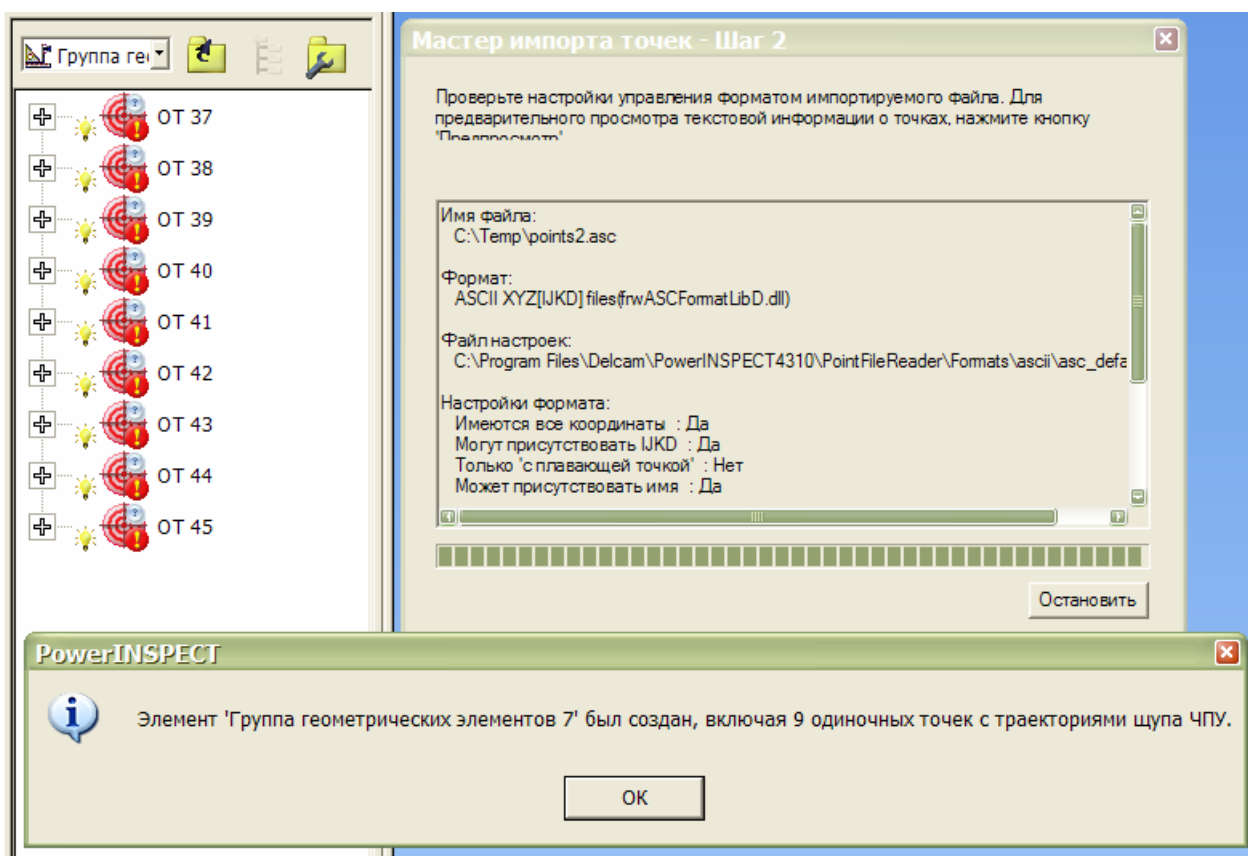 Группа гео
ОТ 37
ОТ 38
ОТ 39
ОТ 40
ОТ 41
ОТ 42
ОТ 43
ОТ 44
ОТ 45
Мастер импорта точек - Шаг 2
Проверьте настройки управления форматом импортируемого файла. Для
предварительного просмотра текстовой информации о точках, нажмите кнопку
'Предпросмотр'
Имя файла:
C:\Temp\points2.asc
Формат:
ASCII XYZ[IJKD] files(frwASCFormatLibD.dll)
Файл настроек:
C:\Program Files\Delcam\PowerINSPECT4310\PointFileReader\Formats\ascii\asc_defa
Настройки формата:
Имеются все координаты : Да
Могут присутствовать IJKD : Да
Только 'с плавающей точкой' : Нет
Может присутствовать имя : Да
Остановить
PowerINSPECT
Элемент 'Группа геометрических элементов 7' был создан, включая 9 одиночных точек с траекториями щупа ЧПУ.
ОК